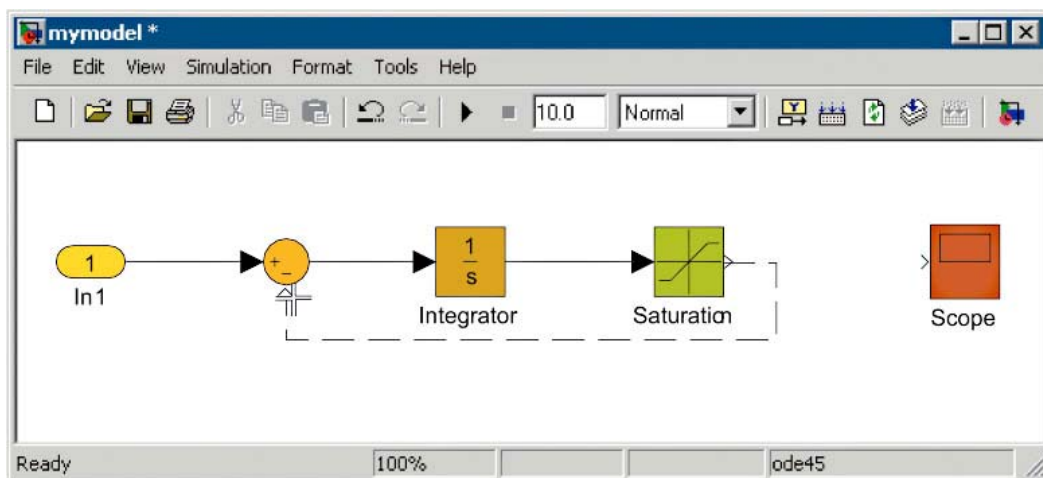 mymodel *
File Edit View Simulation Format Tools Help
10.0 Normal
1
In1
+
−
1
s
Integrator
Saturation
Scope
Ready 100% ode45